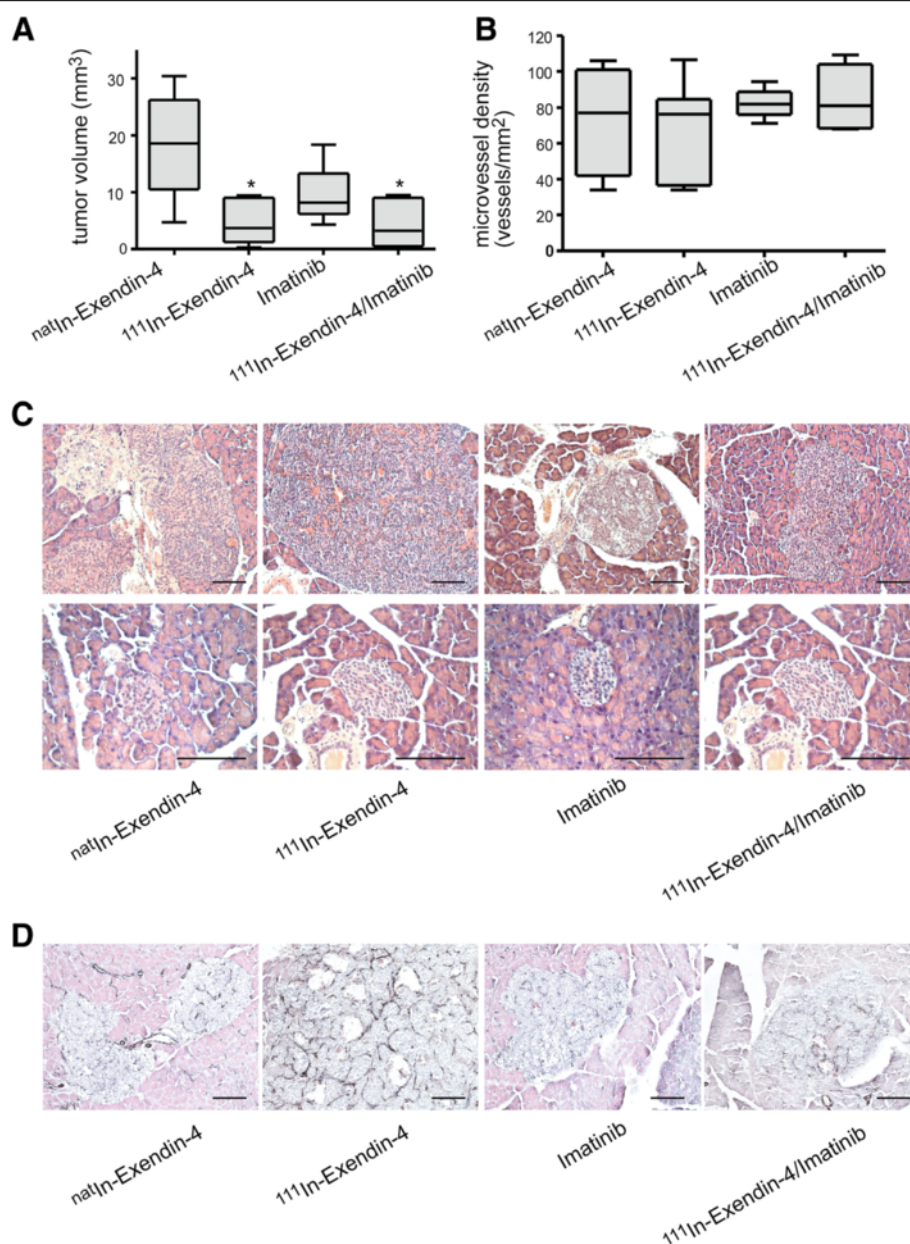 A
tumor volume (mm³)
30
20
10
0
*
*
natIn-Exendin-4
111In-Exendin-4
Imatinib
111In-Exendin-4/Imatinib
B
microvessel density
(vessels/mm²)
120
100
80
60
40
20
0
natIn-Exendin-4
111In-Exendin-4
Imatinib
111In-Exendin-4/Imatinib
C
natIn-Exendin-4
111In-Exendin-4
Imatinib
111In-Exendin-4/Imatinib
D
natIn-Exendin-4
111In-Exendin-4
Imatinib
111In-Exendin-4/Imatinib